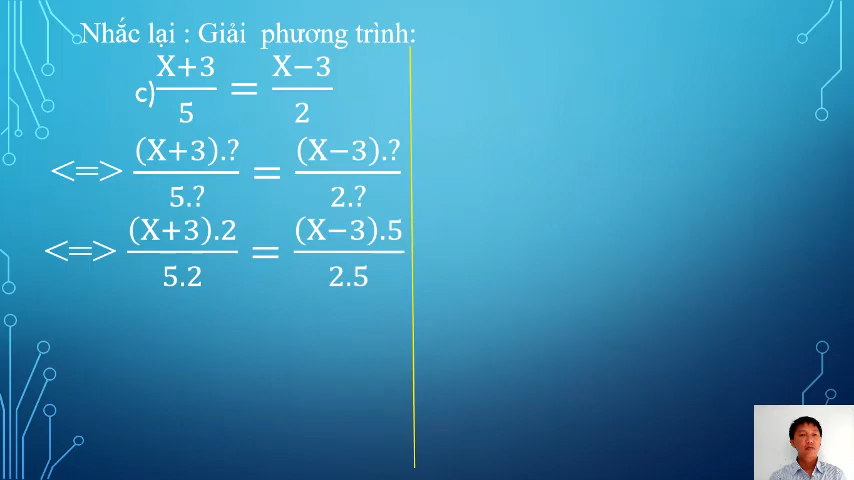 Nhắc lại : Giải phương trình:
c) X+3/5 = X−3/2
<=> (X+3).?/5.? = (X−3).?/2.?
<=> (X+3).2/5.2 = (X−3).5/2.5